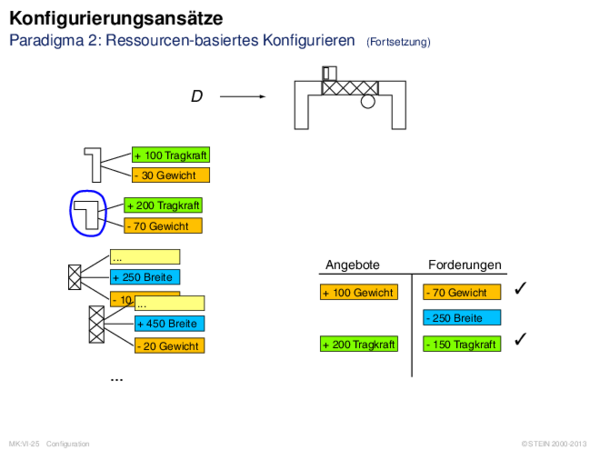 Konfigurierungsansätze
Paradigma 2: Ressourcen-basiertes Konfigurieren (Fortsetzung)
D
+ 100 Tragkraft
- 30 Gewicht
+ 200 Tragkraft
- 70 Gewicht
...
+ 250 Breite
- 10
...
+ 450 Breite
- 20 Gewicht
...
Angebote Forderungen
+ 100 Gewicht - 70 Gewicht ✓
- 250 Breite
+ 200 Tragkraft - 150 Tragkraft ✓
MK:VI-25 Configuration © STEIN 2000-2013